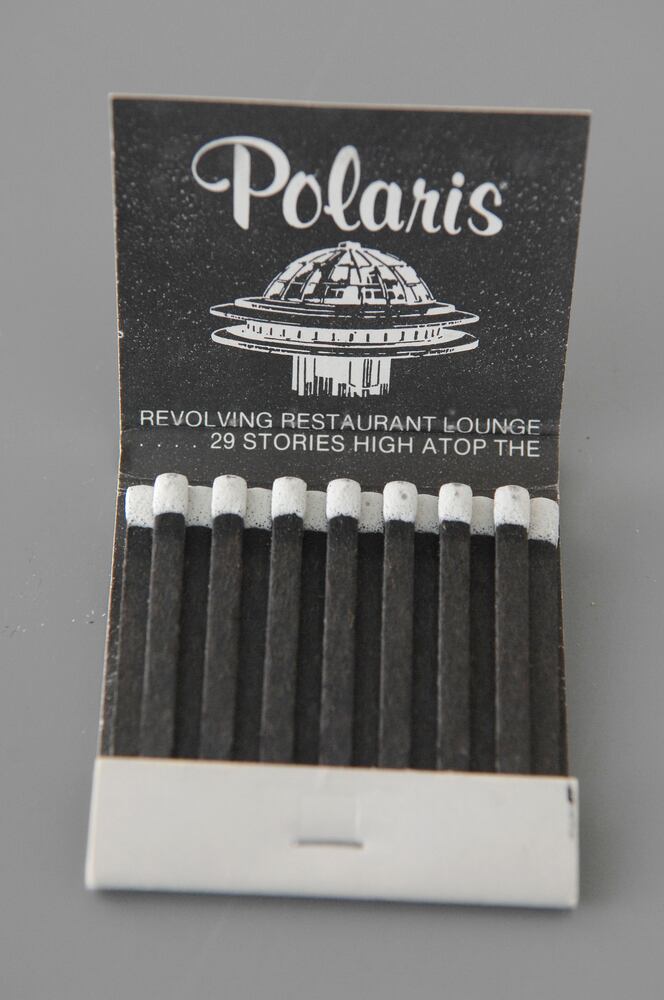 Polaris
REVOLVING RESTAURANT LOUNGE
. . . . . 29 STORIES HIGH ATOP THE